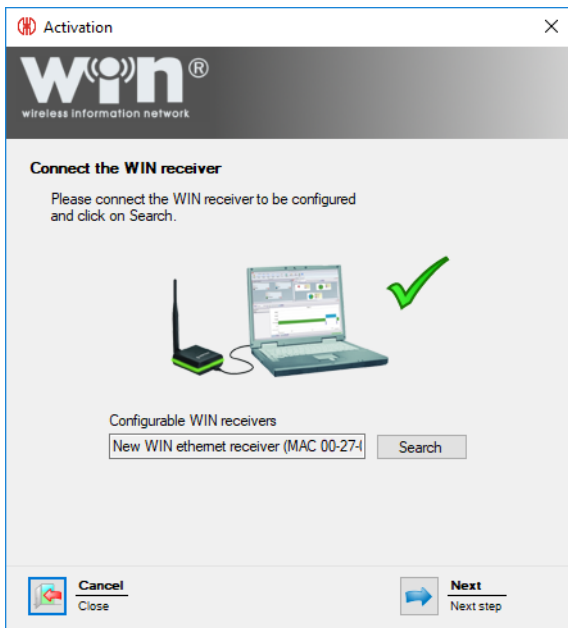 Activation
WIN®
wireless information network
Connect the WIN receiver
Please connect the WIN receiver to be configured
and click on Search.
Configurable WIN receivers
New WIN ethernet receiver (MAC 00-27-(
Search
Cancel
Close
Next
Next step